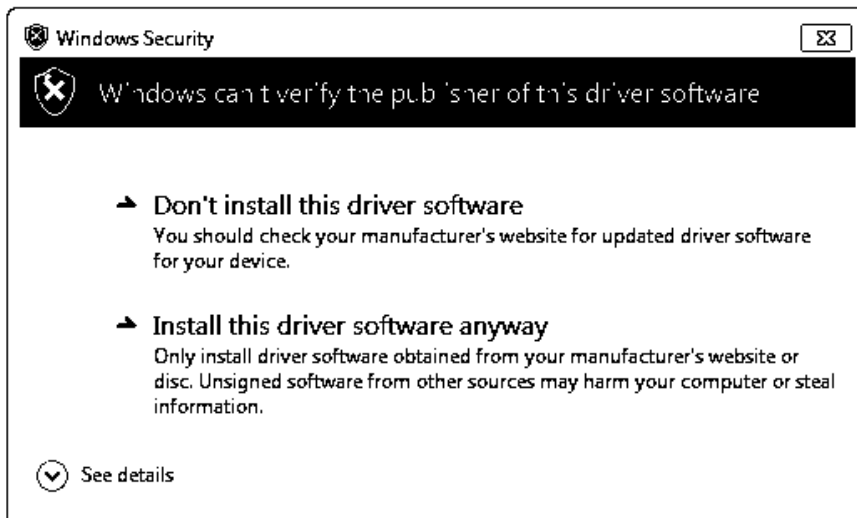 Windows Security
Windows can't verify the publisher of this driver software
Don't install this driver software
You should check your manufacturer's website for updated driver software
for your device.
Install this driver software anyway
Only install driver software obtained from your manufacturer's website or
disc. Unsigned software from other sources may harm your computer or steal
information.
See details